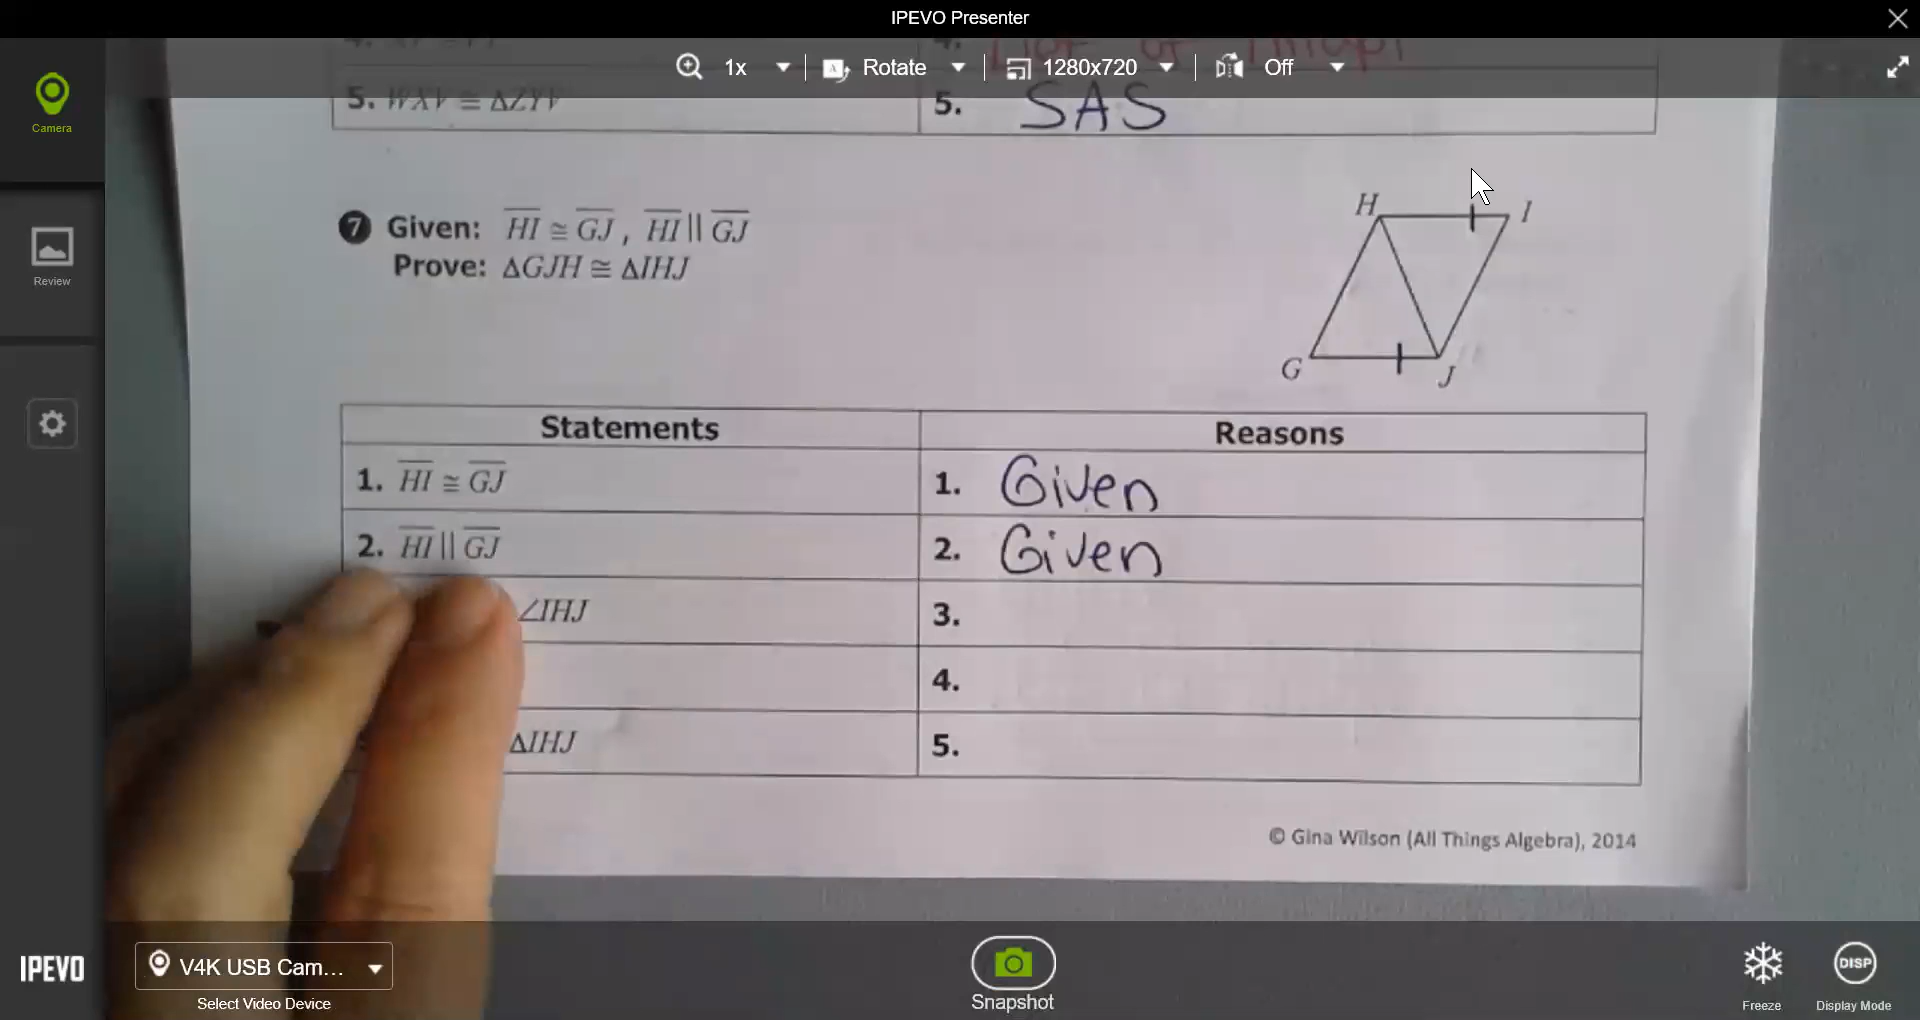 IPEVO Presenter
1x Rotate 1280x720 Off
Camera
5. WXV ≅ ΔZYV 5. SAS
7 Given: HI ≅ GJ, HI || GJ
Prove: ΔGJH ≅ ΔIHJ
H I
G J
Statements Reasons
1. HI ≅ GJ 1. Given
2. HI || GJ 2. Given
∠IHJ 3.
4.
ΔIHJ 5.
© Gina Wilson (All Things Algebra), 2014
Review
IPEVO
V4K USB Cam...
Select Video Device
Snapshot
Freeze
DISP
Display Mode